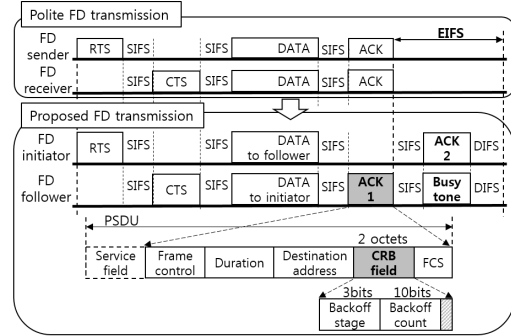 Polite FD transmission
EIFS
FD sender
RTS SIFS SIFS DATA SIFS ACK
FD receiver
SIFS CTS SIFS DATA SIFS ACK
Proposed FD transmission
FD initiator
RTS SIFS SIFS DATA to follower SIFS SIFS ACK 2 DIFS
FD follower
SIFS CTS SIFS DATA to initiator SIFS ACK 1 SIFS Busy tone DIFS
PSDU
2 octets
Service field Frame control Duration Destination address CRB field FCS
3bits 10bits
Backoff stage Backoff count